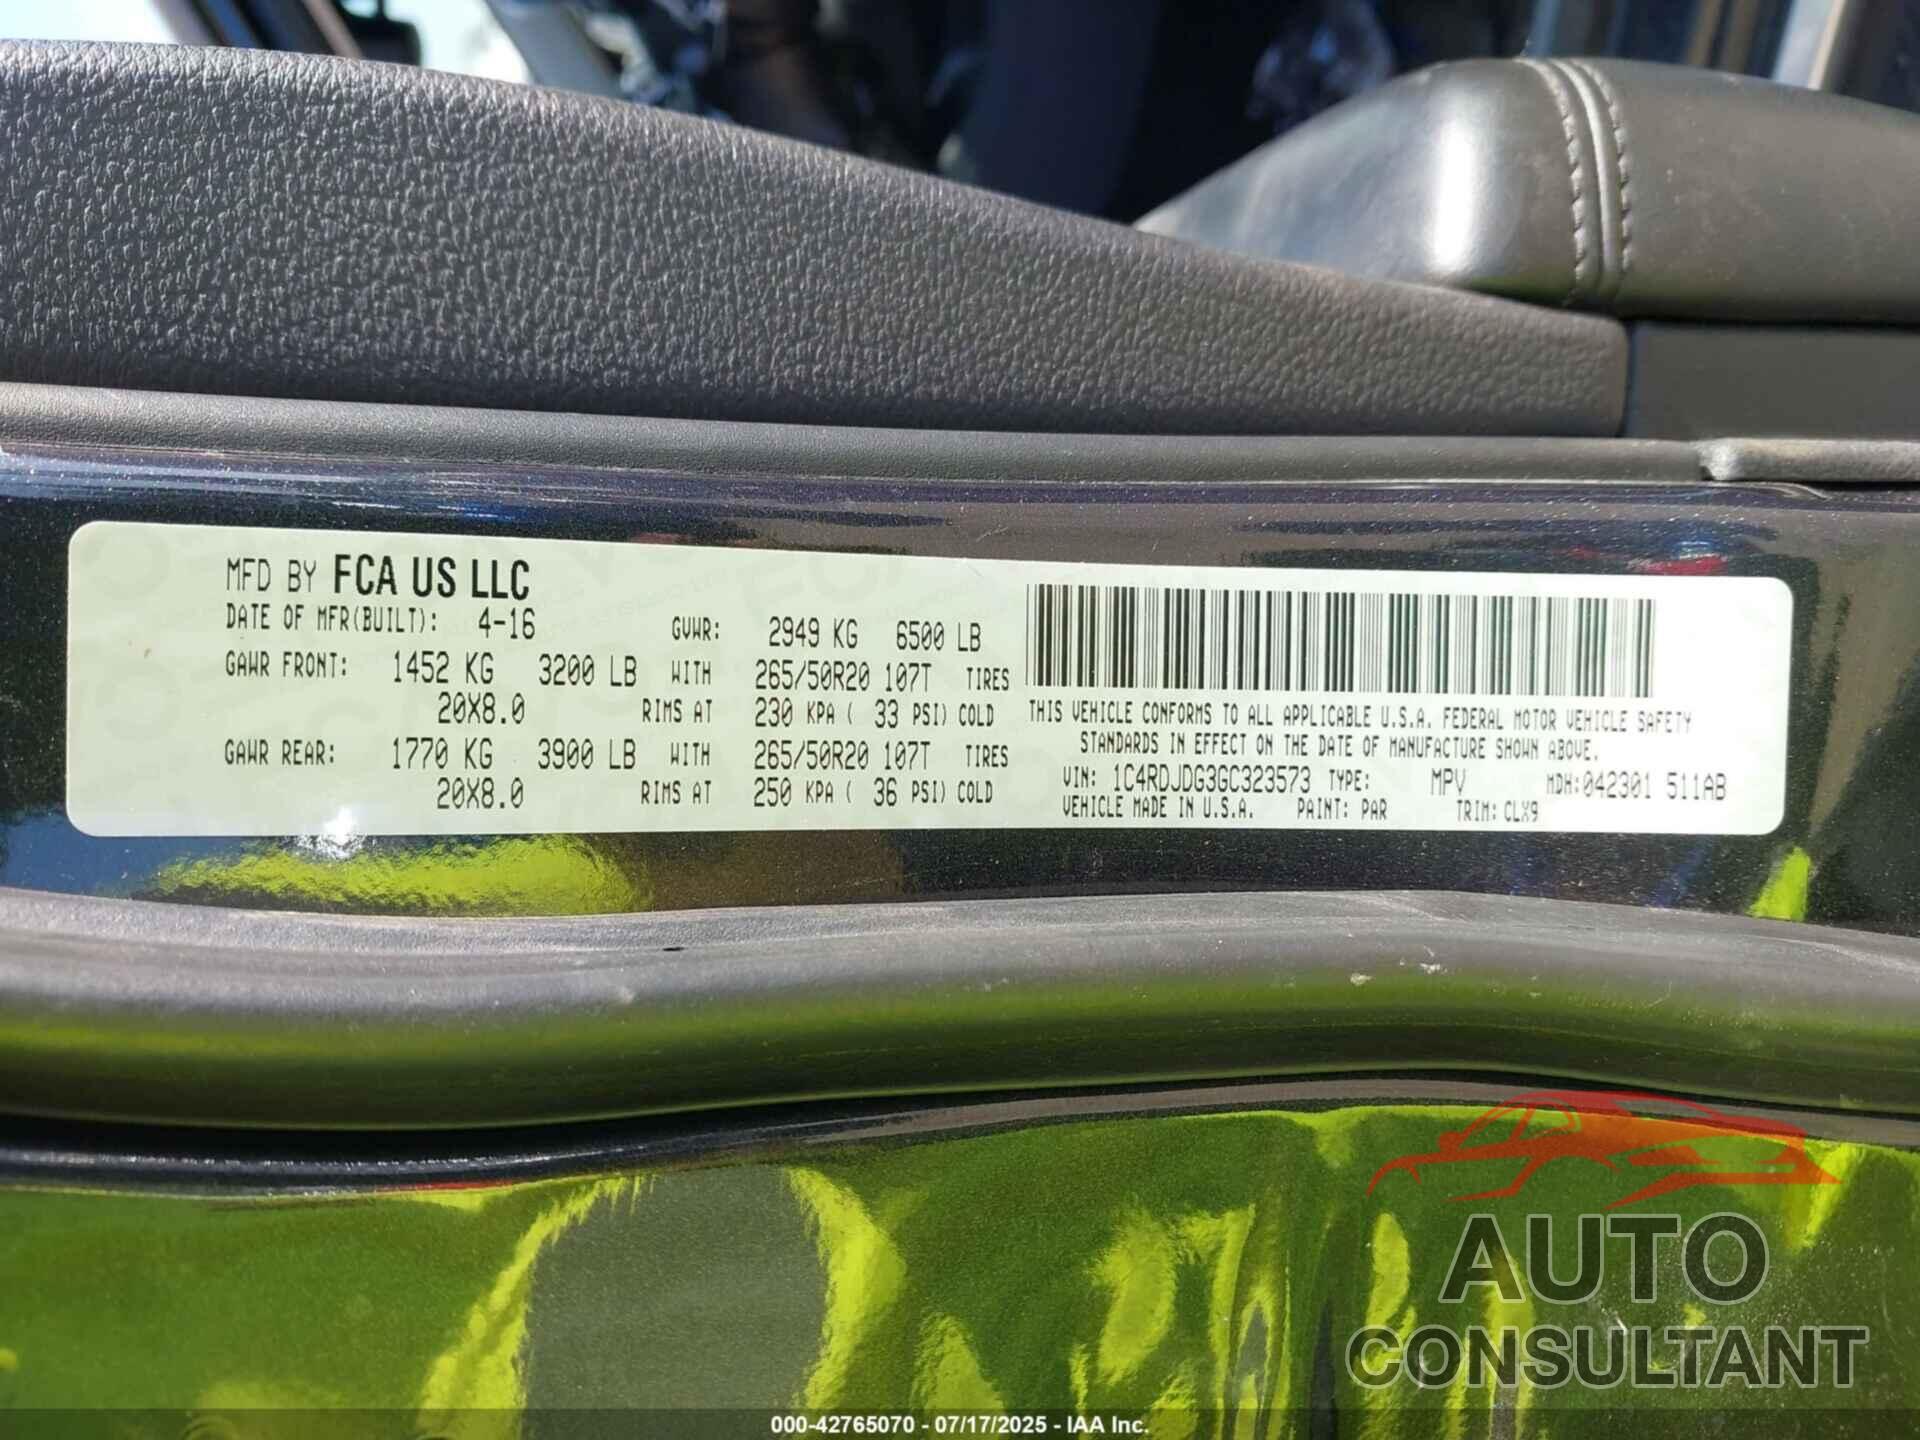 MFD BY FCA US LLC
DATE OF MFR(BUILT): 4-16 GVWR: 2949 KG 6500 LB
GAWR FRONT: 1452 KG 3200 LB WITH 265/50R20 107T TIRES
20X8.0 RIMS AT 230 KPA ( 33 PSI) COLD
GAWR REAR: 1770 KG 3900 LB WITH 265/50R20 107T TIRES
20X8.0 RIMS AT 250 KPA ( 36 PSI) COLD
THIS VEHICLE CONFORMS TO ALL APPLICABLE U.S.A. FEDERAL MOTOR VEHICLE SAFETY
STANDARDS IN EFFECT ON THE DATE OF MANUFACTURE SHOWN ABOVE.
VIN: 1C4RDJDG3GC323573 TYPE: MPV MDH:042301 511AB
VEHICLE MADE IN U.S.A. PAINT: PAR TRIM: CLX9
AUTO
CONSULTANT
000-42765070 - 07/17/2025 - IAA Inc.